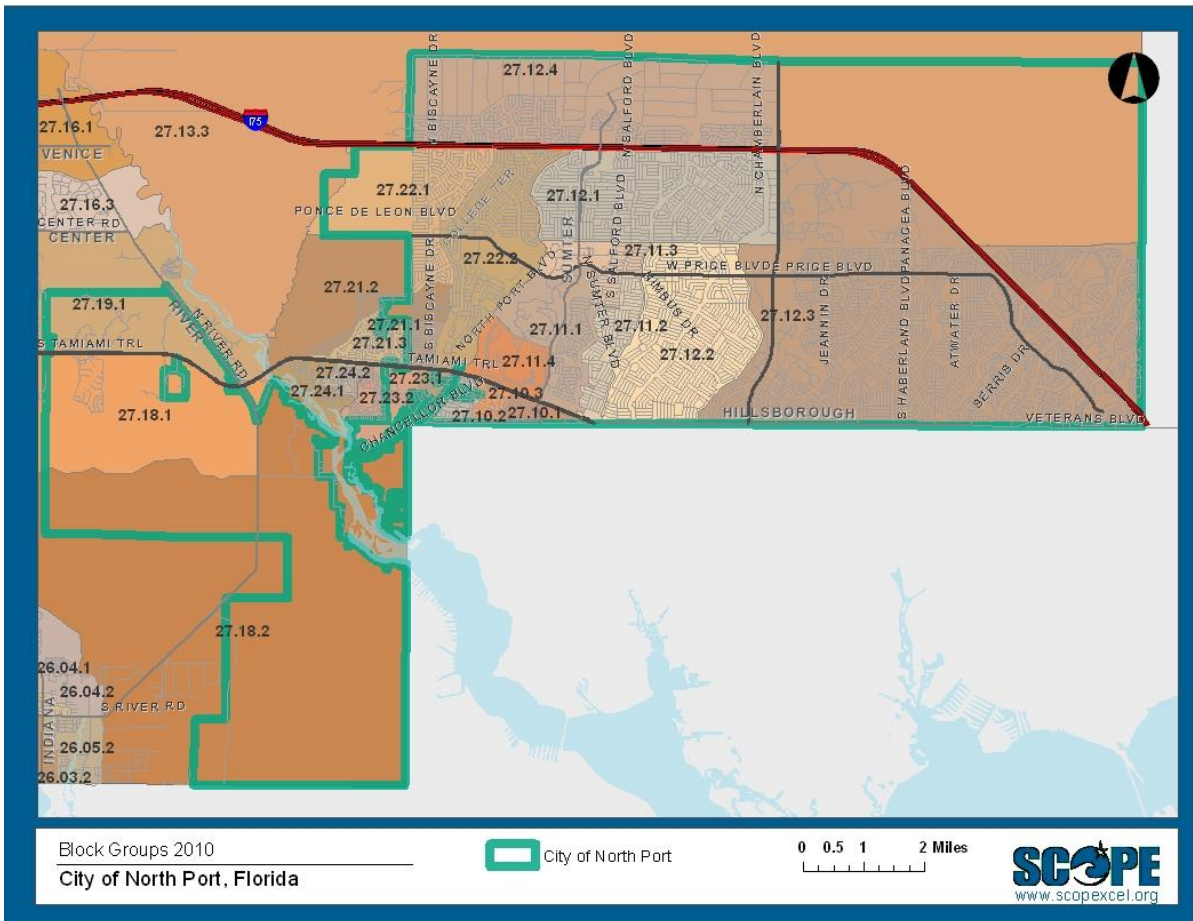 N BISCAYNE DR
27.12.4
N SALFORD BLVD
N CHAMBERLAIN BLVD
27.16.1
27.13.3
175
VENICE
27.22.1
COLLEGE TER
27.12.1
27.16.3
PONCE DE LEON BLVD
CENTER RD
CENTER
SUMTER
S SALFORD BLVD
27.11.3
27.22.2
W PRICE BLVD
E PRICE BLVD
PANACEA BLVD
27.21.2
S BISCAYNE DR
NORTH PORT BLVD
N SUMTER BLVD
NIMBUS DR
27.19.1
RIVER
N RIVER RD
27.21.1
27.21.3
27.11.1
27.11.2
27.12.3
JEANNIN DR
S HABERLAND BLVD
ATWATER DR
S TAMIAMI TRL
TAMIAMI TRL
27.11.4
27.12.2
SERRIS DR
27.24.2
27.24.1
27.23.1
27.23.2
27.10.3
27.18.1
CHANCELLOR BLVD
27.10.2
27.10.1
HILLSBOROUGH
VETERANS BLVD
27.18.2
26.04.1
26.04.2
S RIVER RD
INDIANA
26.05.2
26.03.2
Block Groups 2010
City of North Port, Florida
City of North Port
0 0.5 1 2 Miles
SCOPE
www.scopexcel.org